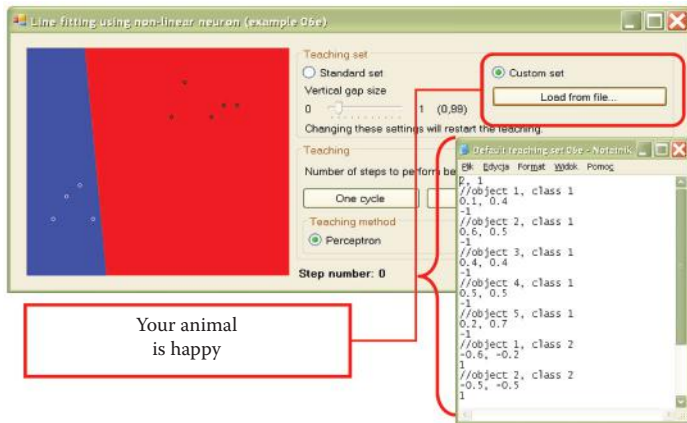 Line fitting using non-linear neuron (example 06e)
Teaching set
Standard set
Custom set
Vertical gap size
Load from file...
0 1 (0,99)
Changing these settings will restart the teaching.
Teaching
Number of steps to perform be
One cycle
Teaching method
Perceptron
Step number: 0
Your animal
is happy
Default teaching set 06e - Notatnik
Plik Edycja Format Widok Pomoc
2, 1
//object 1, class 1
0.1, 0.4
-1
//object 2, class 1
0.6, 0.5
-1
//object 3, class 1
0.4, 0.4
-1
//object 4, class 1
0.5, 0.5
-1
//object 5, class 1
0.2, 0.7
-1
//object 1, class 2
-0.6, -0.2
1
//object 2, class 2
-0.5, -0.5
1